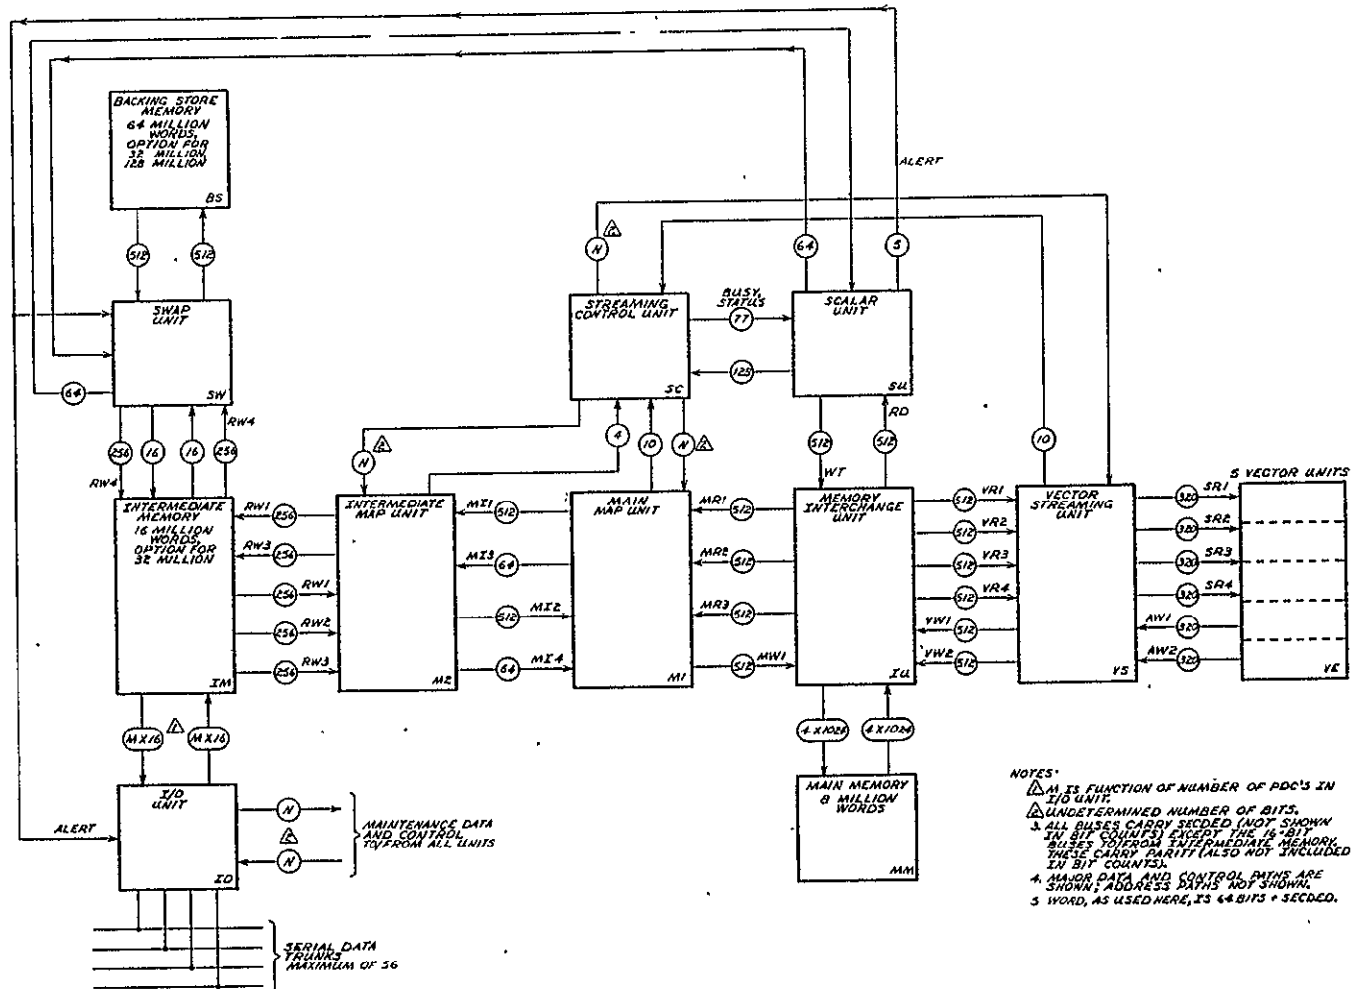 BACKING STORE
MEMORY
64 MILLION
WORDS,
OPTION FOR
32 MILLION,
128 MILLION
BS
ALERT
512
512
N
2
64
5
SWAP
UNIT
SW
64
STREAMING
CONTROL UNIT
SC
BUSY,
STATUS
77
125
SCALAR
UNIT
SU
RW4
256
16
16
256
RW4
N
2
4
10
N
2
512
WT
RD
512
10
INTERMEDIATE
MEMORY
16 MILLION
WORDS,
OPTION FOR
32 MILLION
IM
RW1
256
RW3
256
256
RW1
256
RW2
256
RW3
INTERMEDIATE
MAP UNIT
M2
MI1
512
MI3
64
512
MI2
64
MI4
MAIN
MAP UNIT
M1
MR1
512
MR2
512
MR3
512
512
MW1
MEMORY
INTERCHANGE
UNIT
IU
512
VR1
512
VR2
512
VR3
512
VR4
VW1
512
VW2
512
VECTOR
STREAMING
UNIT
VS
320
SR1
320
SR2
320
SR3
320
SR4
AW1
320
AW2
320
5 VECTOR UNITS
VE
MX16
1
MX16
4X1024
4X1024
I/O
UNIT
IO
ALERT
N
2
N
MAINTENANCE DATA
AND CONTROL
TO/FROM ALL UNITS
MAIN MEMORY
8 MILLION
WORDS
MM
SERIAL DATA
TRUNKS
MAXIMUM OF 56
NOTES:
1 M IS FUNCTION OF NUMBER OF PDC'S IN
I/O UNIT.
2 UNDETERMINED NUMBER OF BITS.
3. ALL BUSES CARRY SECDED (NOT SHOWN
IN BIT COUNTS) EXCEPT THE 16-BIT
BUSES TO/FROM INTERMEDIATE MEMORY.
THESE CARRY PARITY (ALSO NOT INCLUDED
IN BIT COUNTS).
4. MAJOR DATA AND CONTROL PATHS ARE
SHOWN; ADDRESS PATHS NOT SHOWN.
5 WORD, AS USED HERE, IS 64 BITS + SECDED.